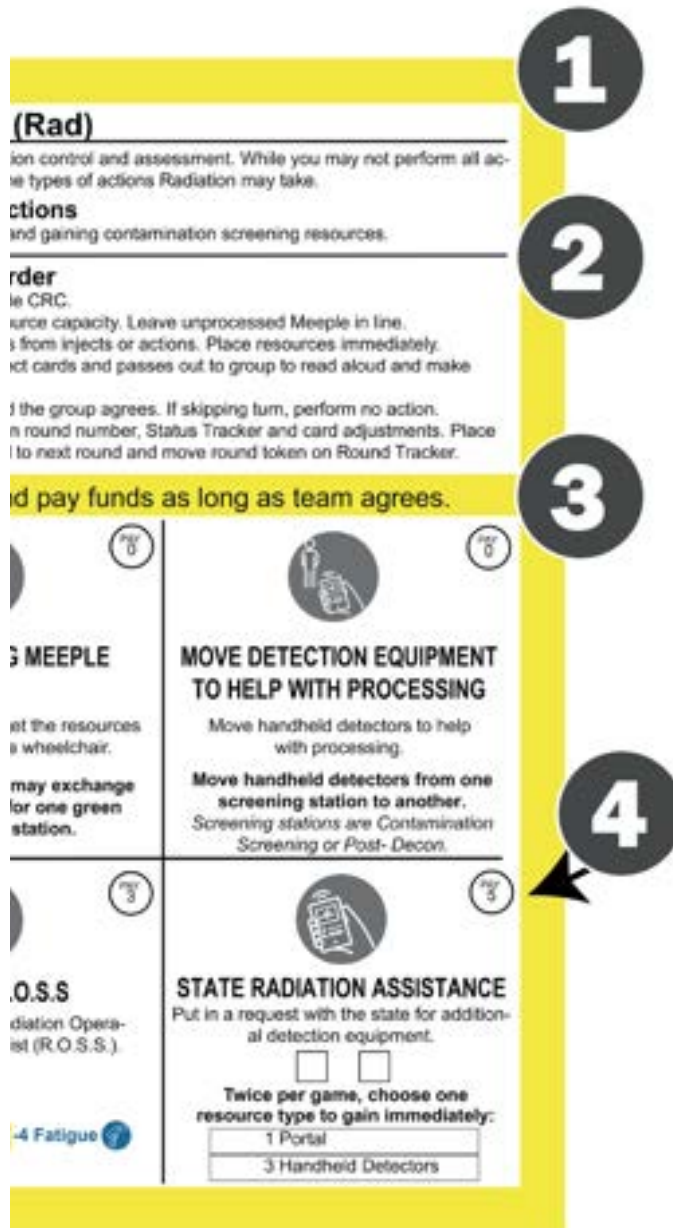 1
(Rad)
ion control and assessment. While you may not perform all ac-
e types of actions Radiation may take.
ctions
and gaining contamination screening resources.
2
rder
le CRC.
urce capacity. Leave unprocessed Meeple in line.
s from injects or actions. Place resources immediately.
ct cards and passes out to group to read aloud and make
d the group agrees. If skipping turn, perform no action.
n round number, Status Tracker and card adjustments. Place
l to next round and move round token on Round Tracker.
3
nd pay funds as long as team agrees.
PAY
0
G MEEPLE
et the resources
a wheelchair.
may exchange
for one green
station.
PAY
0
MOVE DETECTION EQUIPMENT
TO HELP WITH PROCESSING
Move handheld detectors to help
with processing.
Move handheld detectors from one
screening station to another.
Screening stations are Contamination
Screening or Post- Decon.
4
PAY
3
.O.S.S
diation Opera-
ist (R.O.S.S.).
-4 Fatigue
PAY
5
STATE RADIATION ASSISTANCE
Put in a request with the state for addition-
al detection equipment.
Twice per game, choose one
resource type to gain immediately:
1 Portal
3 Handheld Detectors